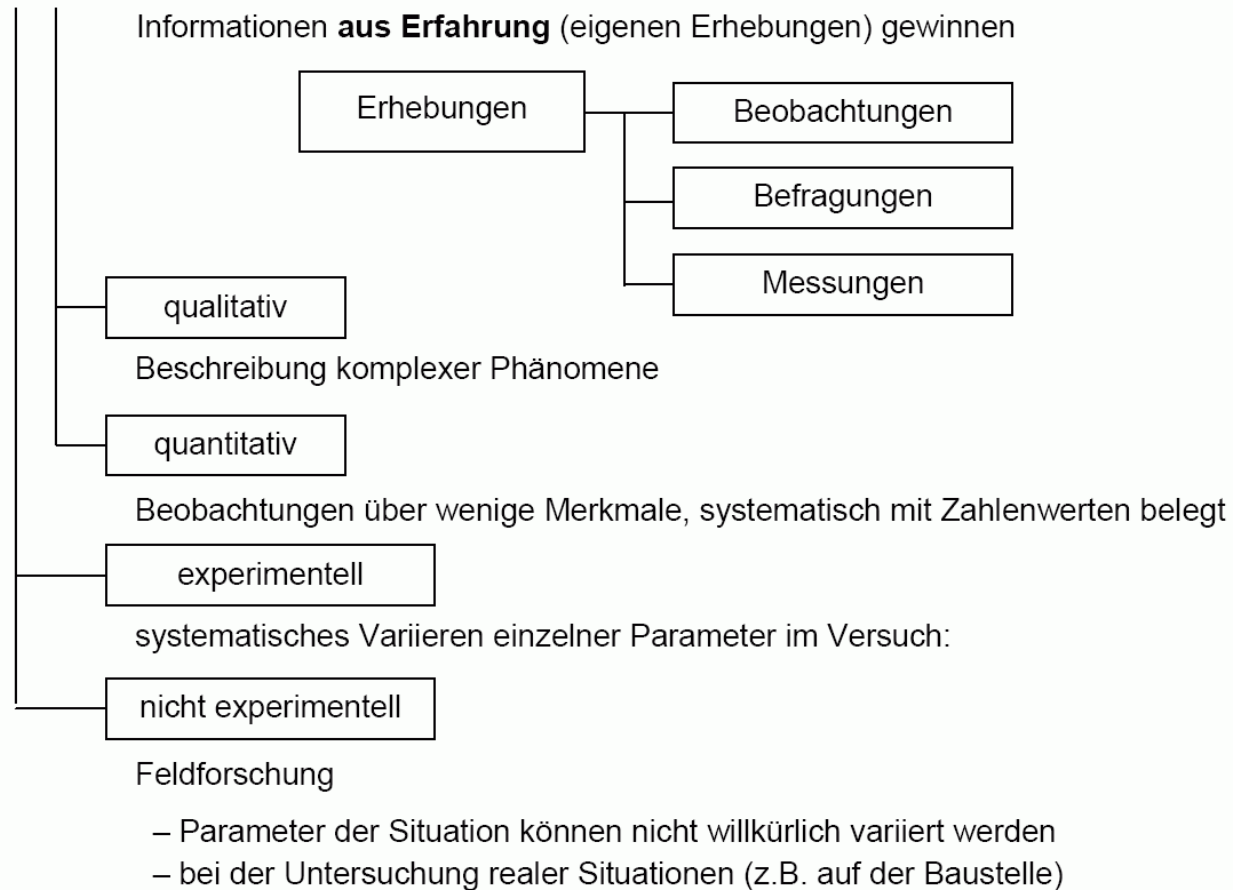 Informationen aus Erfahrung (eigenen Erhebungen) gewinnen
Erhebungen
Beobachtungen
Befragungen
Messungen
qualitativ
Beschreibung komplexer Phänomene
quantitativ
Beobachtungen über wenige Merkmale, systematisch mit Zahlenwerten belegt
experimentell
systematisches Variieren einzelner Parameter im Versuch:
nicht experimentell
Feldforschung
– Parameter der Situation können nicht willkürlich variiert werden
– bei der Untersuchung realer Situationen (z.B. auf der Baustelle)